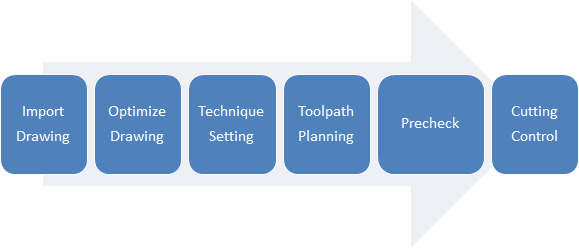 Import
Drawing
Optimize
Drawing
Technique
Setting
Toolpath
Planning
Precheck
Cutting
Control